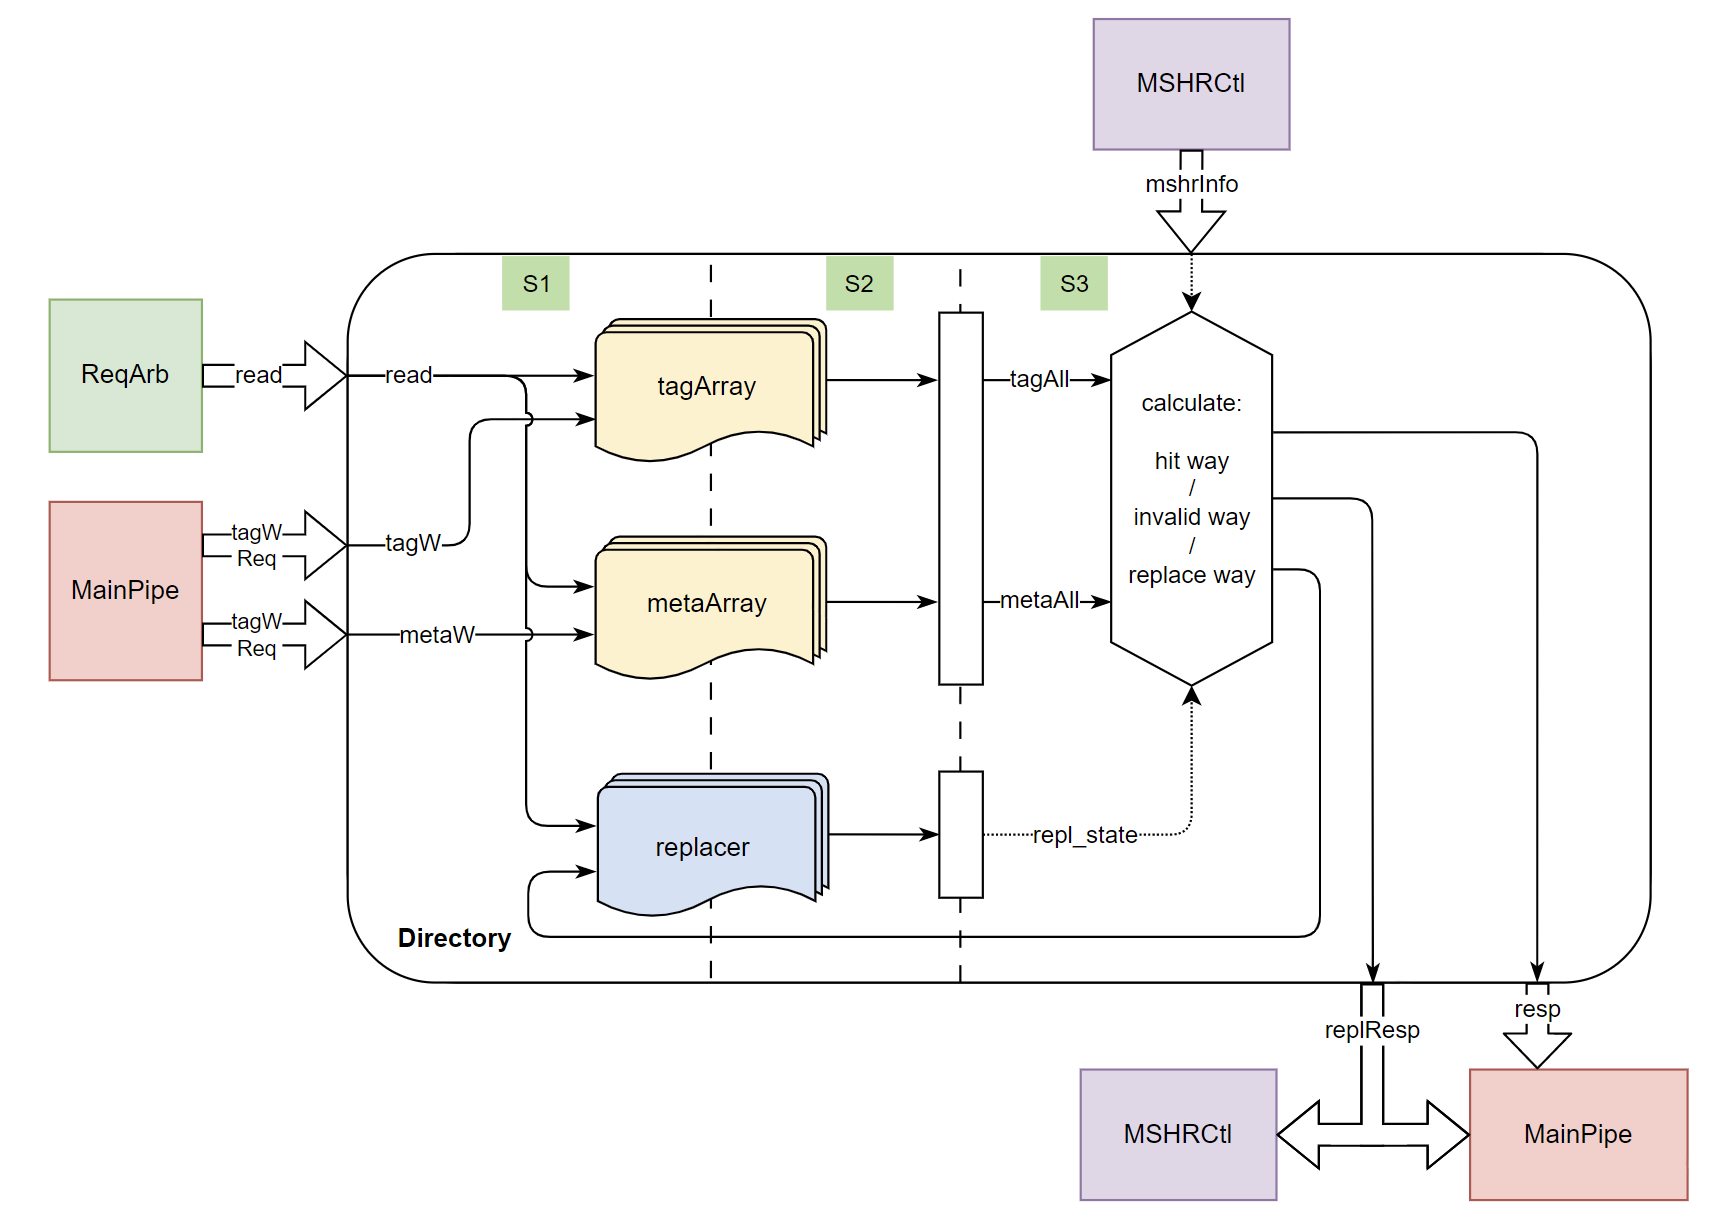 MSHRCtl
mshrInfo
S1
S2
S3
ReqArb
read
read
tagArray
tagAll
calculate:
hit way
/
invalid way
/
replace way
MainPipe
tagW
Req
tagW
tagW
Req
metaW
metaArray
metaAll
replacer
repl_state
Directory
replResp
resp
MSHRCtl
MainPipe